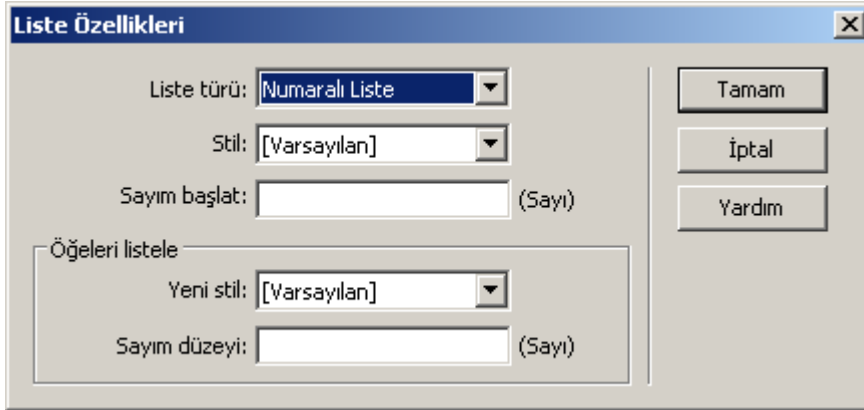 Liste Özellikleri
Liste türü: Numaralı Liste
Tamam
Stil: [Varsayılan]
İptal
Sayım başlat: (Sayı)
Yardım
Öğeleri listele
Yeni stil: [Varsayılan]
Sayım düzeyi: (Sayı)